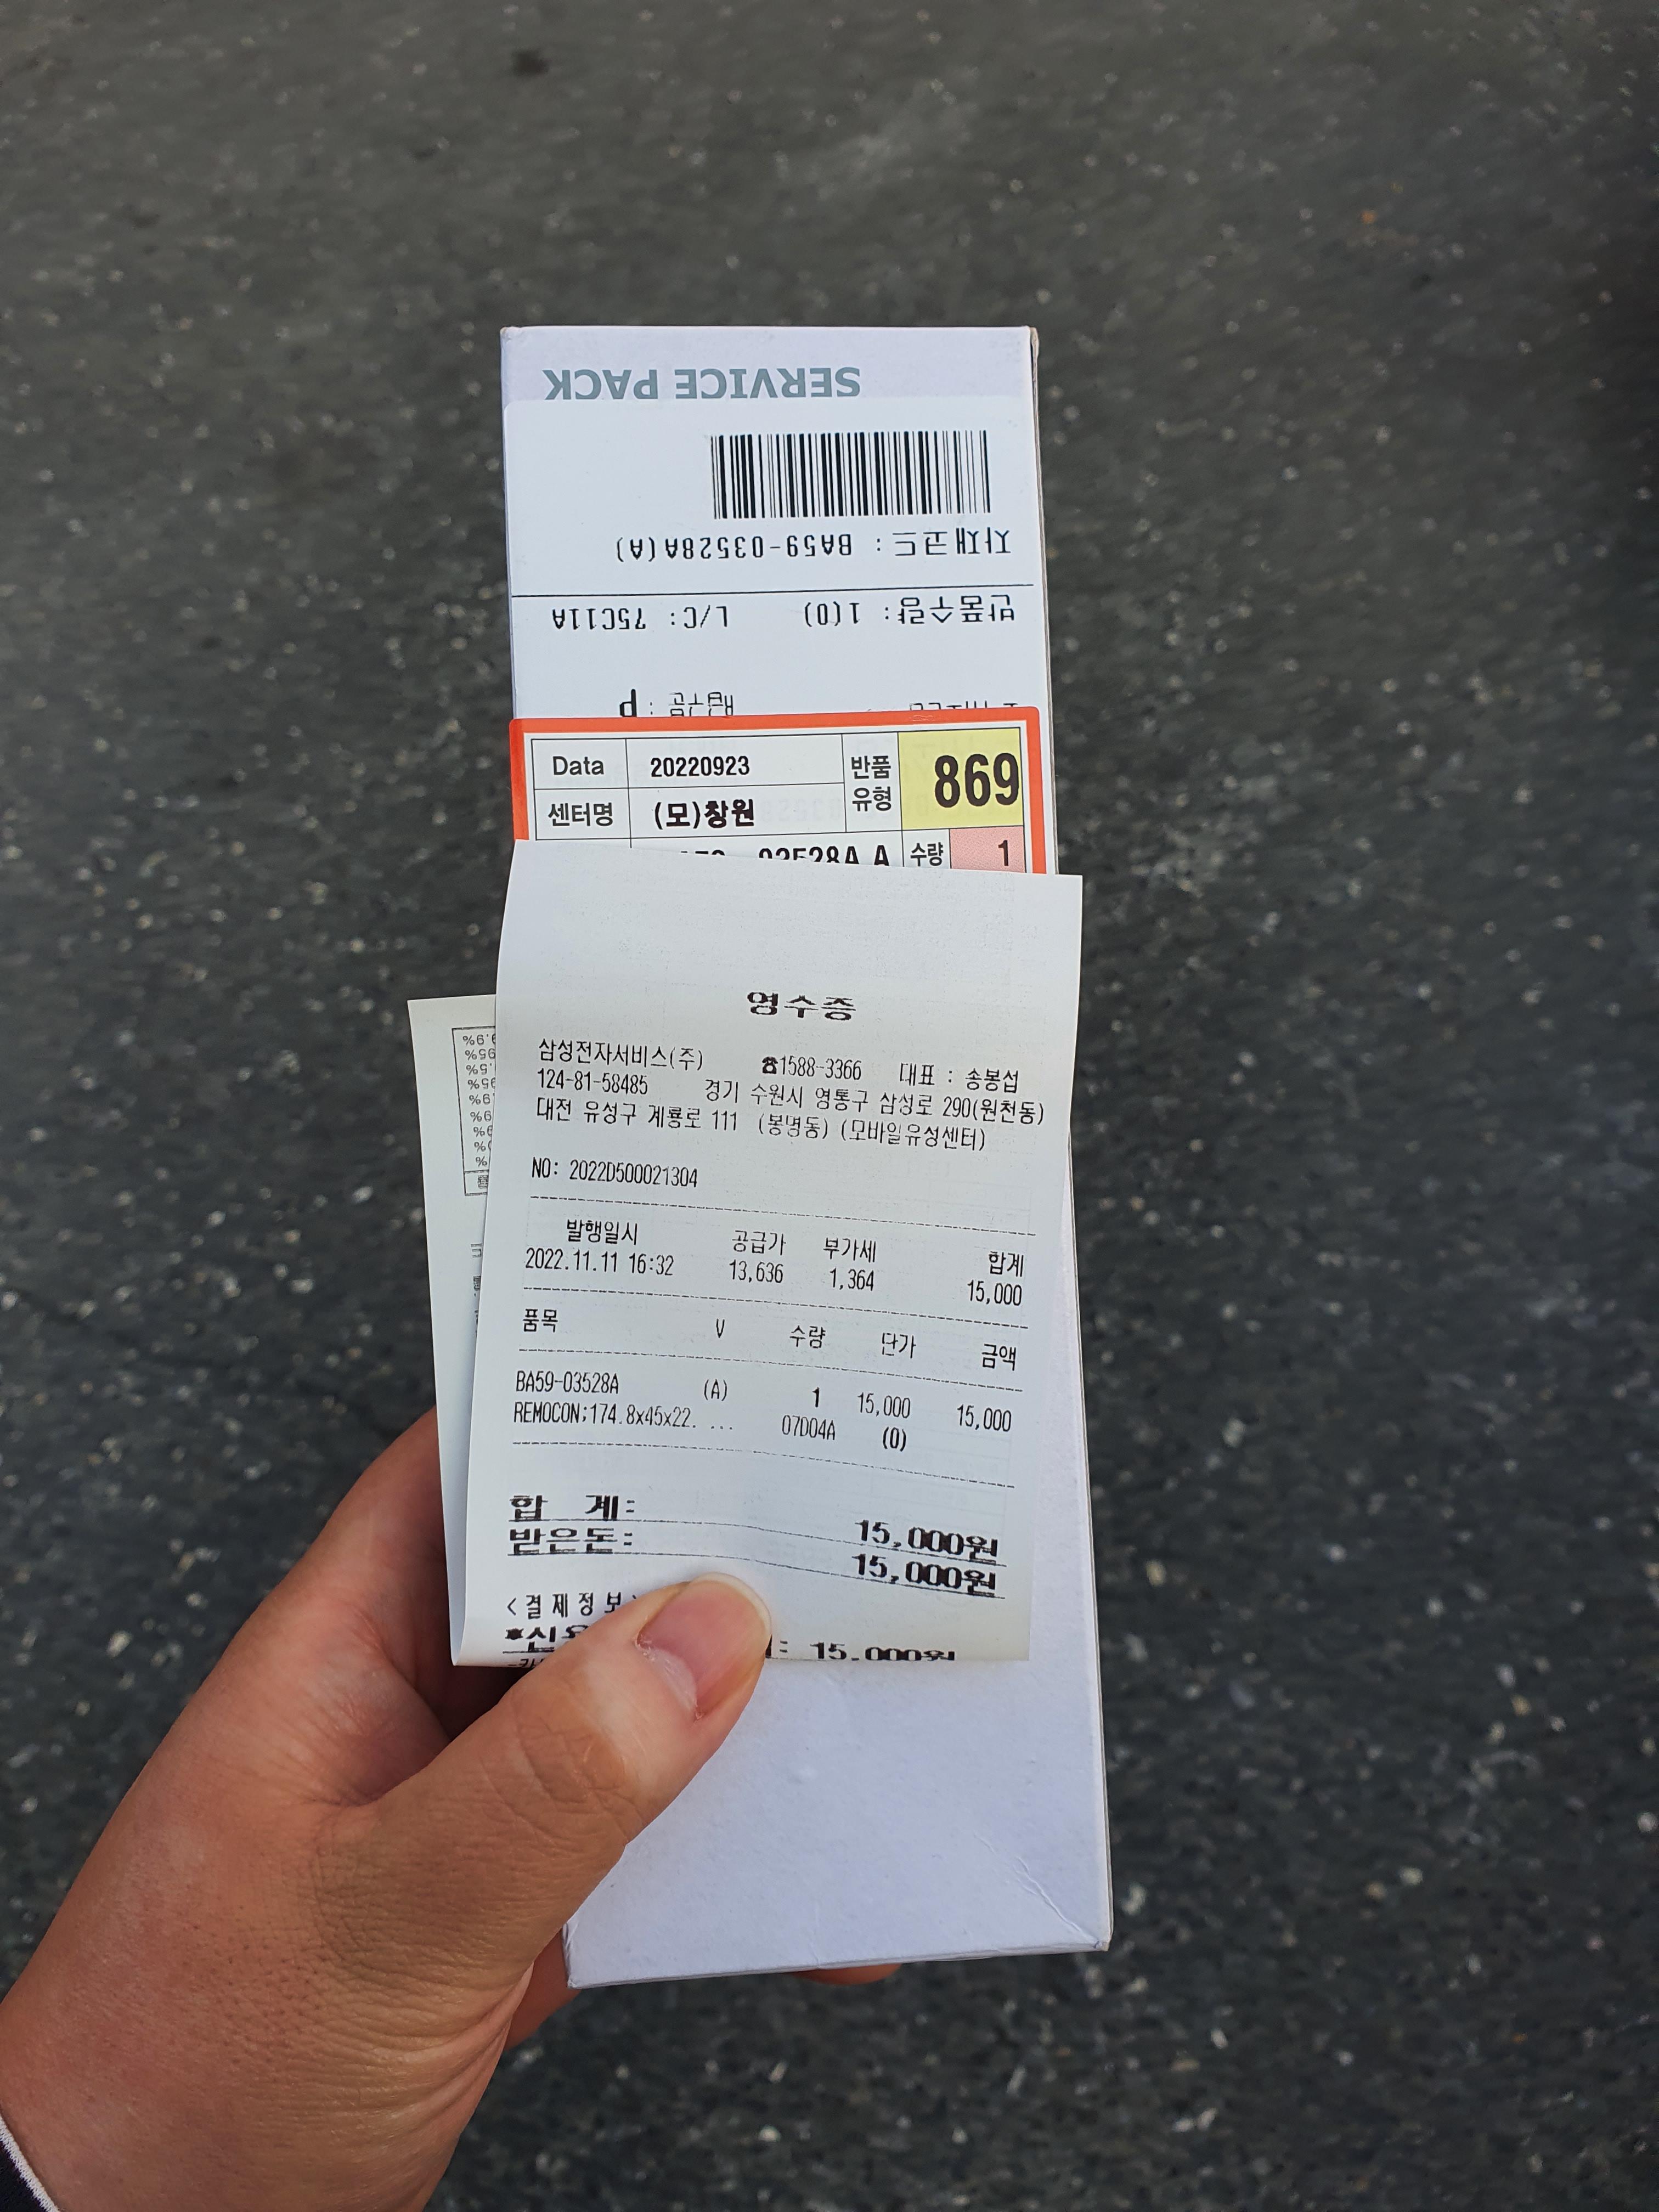 SERVICE PACK
자재코드 : BA59-03528A(A)
반품수량: 1(0) L/C: 75C11A
P
Data 20220923 반품유형 869
센터명 (모)창원
03528A A 수량 1
영수증
삼성전자서비스(주) ☎1588-3366 대표 : 송봉섭
124-81-58485 경기 수원시 영통구 삼성로 290(원천동)
대전 유성구 계룡로 111 (봉명동) (모바일유성센터)
NO: 2022D500021304
발행일시 공급가 부가세 합계
2022.11.11 16:32 13,636 1,364 15,000
품목 V 수량 단가 금액
BA59-03528A (A) 1 15,000 15,000
REMOCON;174.8x45x22. ... 07D04A (0)
합 계: 15,000원
받은돈: 15,000원
<결제정보>
: 15,000원